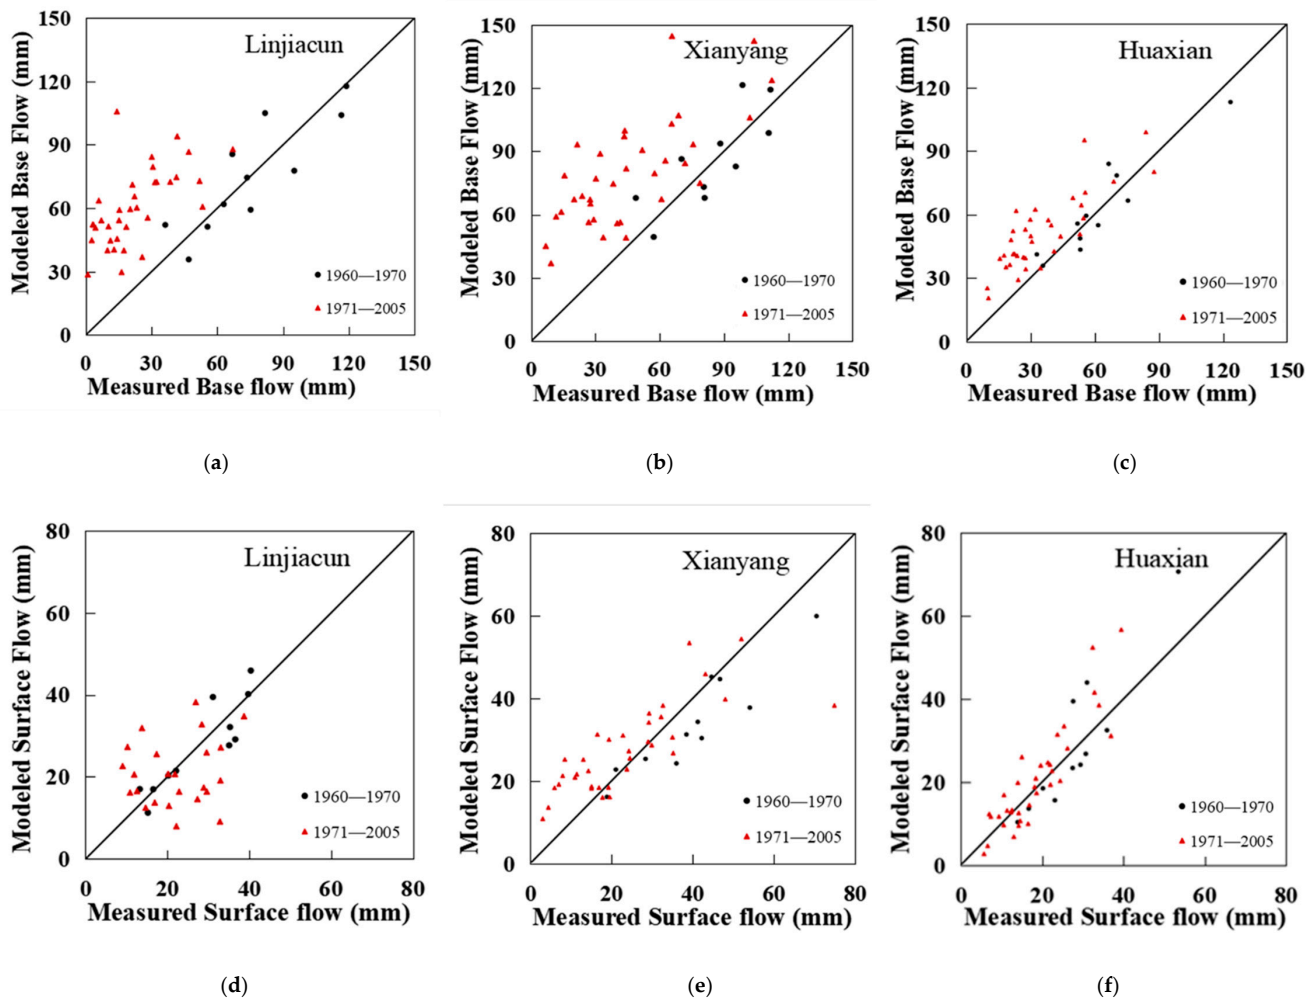 Linjiacun
Modeled Base Flow (mm)
150
120
90
60
30
0
0 30 60 90 120 150
Measured Base flow (mm)
1960—1970
1971—2005
(a)
Xianyang
Modeled Base Flow (mm)
150
120
90
60
30
0
0 30 60 90 120 150
Measured Base flow (mm)
1960—1970
1971—2005
(b)
Huaxian
Modeled Base Flow (mm)
150
120
90
60
30
0
0 30 60 90 120 150
Measured Base flow (mm)
1960—1970
1971—2005
(c)
Linjiacun
Modeled Surface Flow (mm)
80
60
40
20
0
0 20 40 60 80
Measured Surface flow (mm)
1960—1970
1971—2005
(d)
Xianyang
Modeled Surface Flow (mm)
80
60
40
20
0
0 20 40 60 80
Measured Surface flow (mm)
1960—1970
1971—2005
(e)
Huaxian
Modeled Surface Flow (mm)
80
60
40
20
0
0 20 40 60 80
Measured Surface flow (mm)
1960—1970
1971—2005
(f)